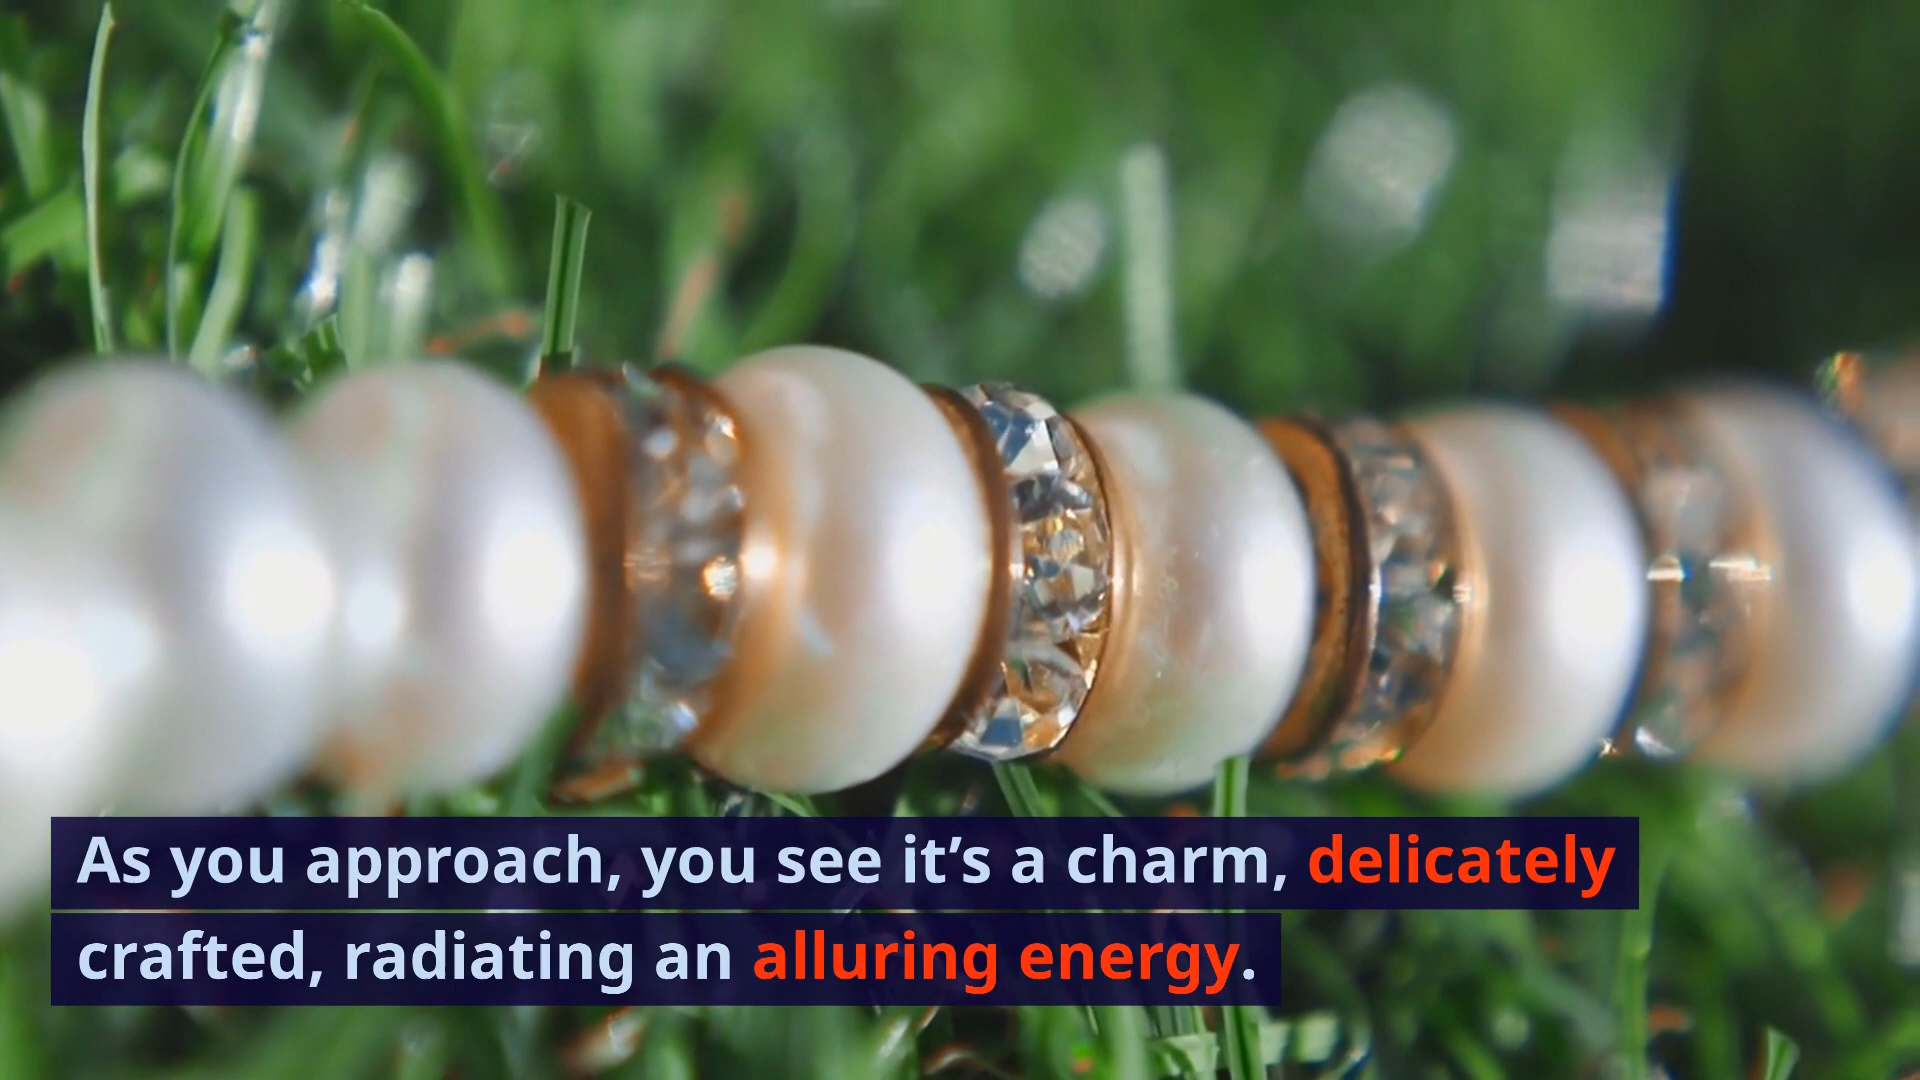 As you approach, you see it’s a charm, delicately
crafted, radiating an alluring energy.